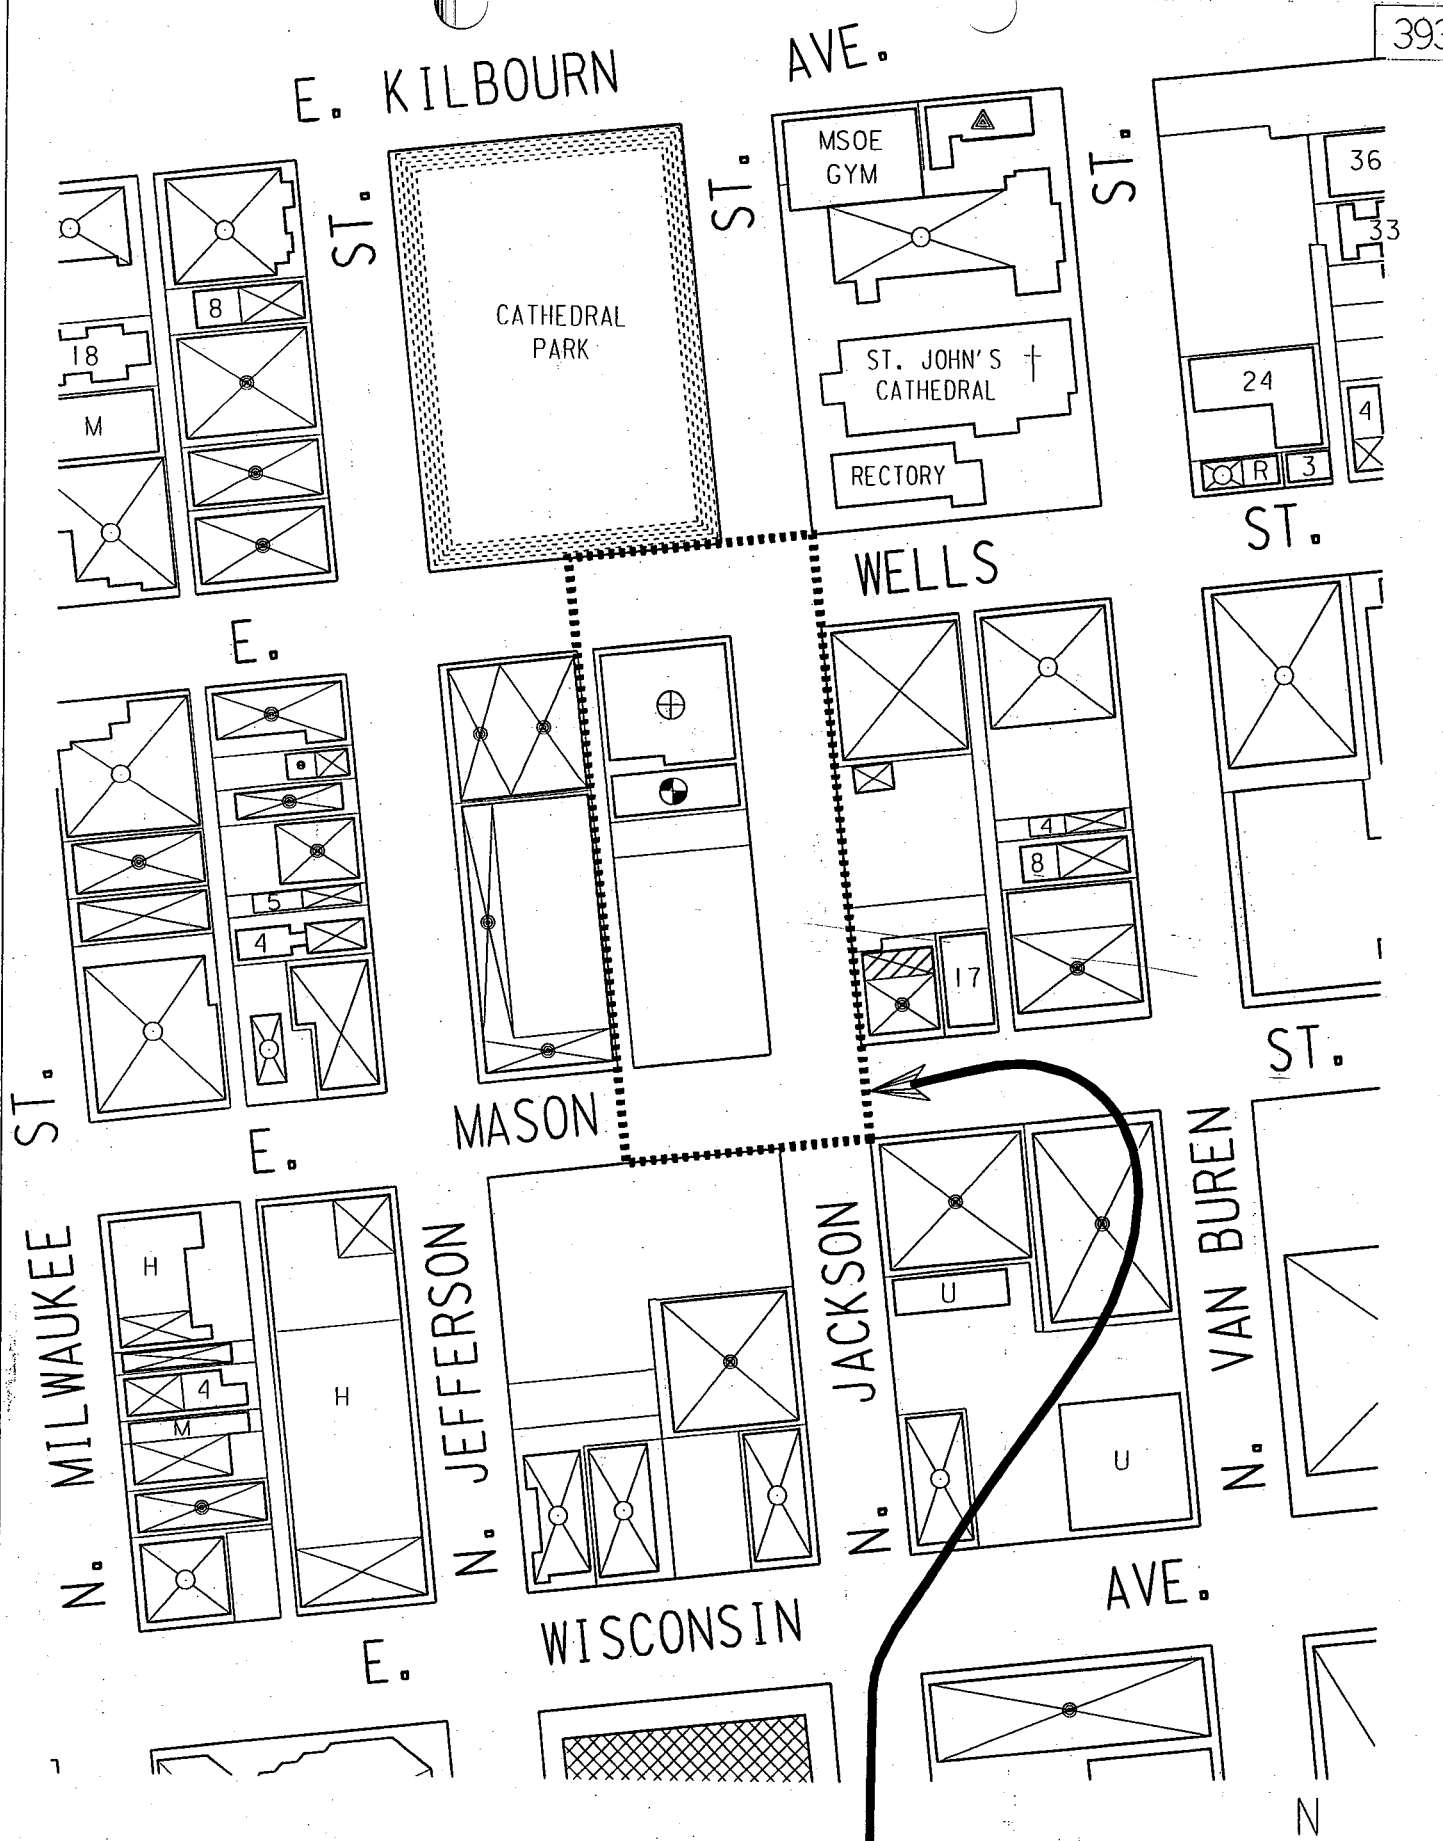 393
E. KILBOURN AVE.
MSOE
GYM
36
33
ST.
ST.
ST.
8
CATHEDRAL
PARK
18
ST. JOHN'S
CATHEDRAL
24
M
4
RECTORY
R
3
E. WELLS ST.
4
8
5
4
17
ST.
E. MASON ST.
H
U
4
H
M
U
N. MILWAUKEE
N. JEFFERSON
N. JACKSON
N. VAN BUREN
E. WISCONSIN AVE.
N